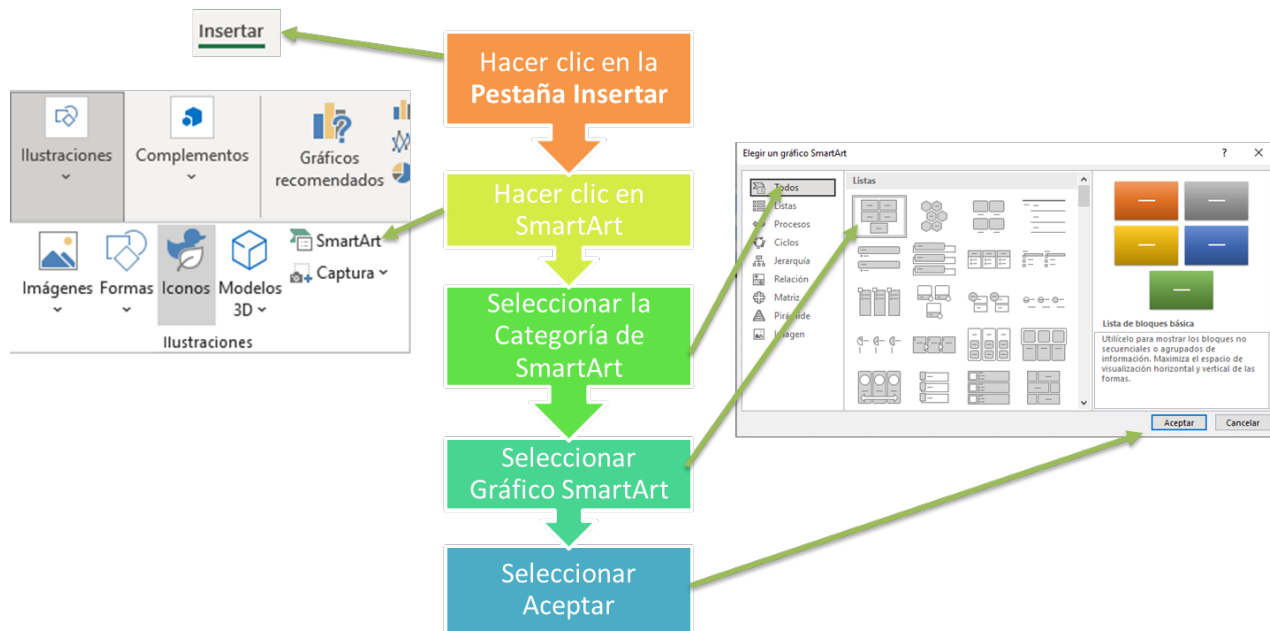 Insertar
Hacer clic en la
Pestaña Insertar
Ilustraciones
Complementos
Gráficos
recomendados
Hacer clic en
SmartArt
SmartArt
Captura
Imágenes
Formas
Iconos
Modelos
3D
Ilustraciones
Seleccionar la
Categoría de
SmartArt
Seleccionar
Gráfico SmartArt
Seleccionar
Aceptar
Elegir un gráfico SmartArt
?
Todos
Listas
Procesos
Ciclos
Jerarquía
Relación
Matriz
Pirámide
Imagen
Listas
Lista de bloques básica
Utilícelo para mostrar los bloques no
secuenciales o agrupados de
información. Maximiza el espacio de
visualización horizontal y vertical de las
formas.
Aceptar
Cancelar